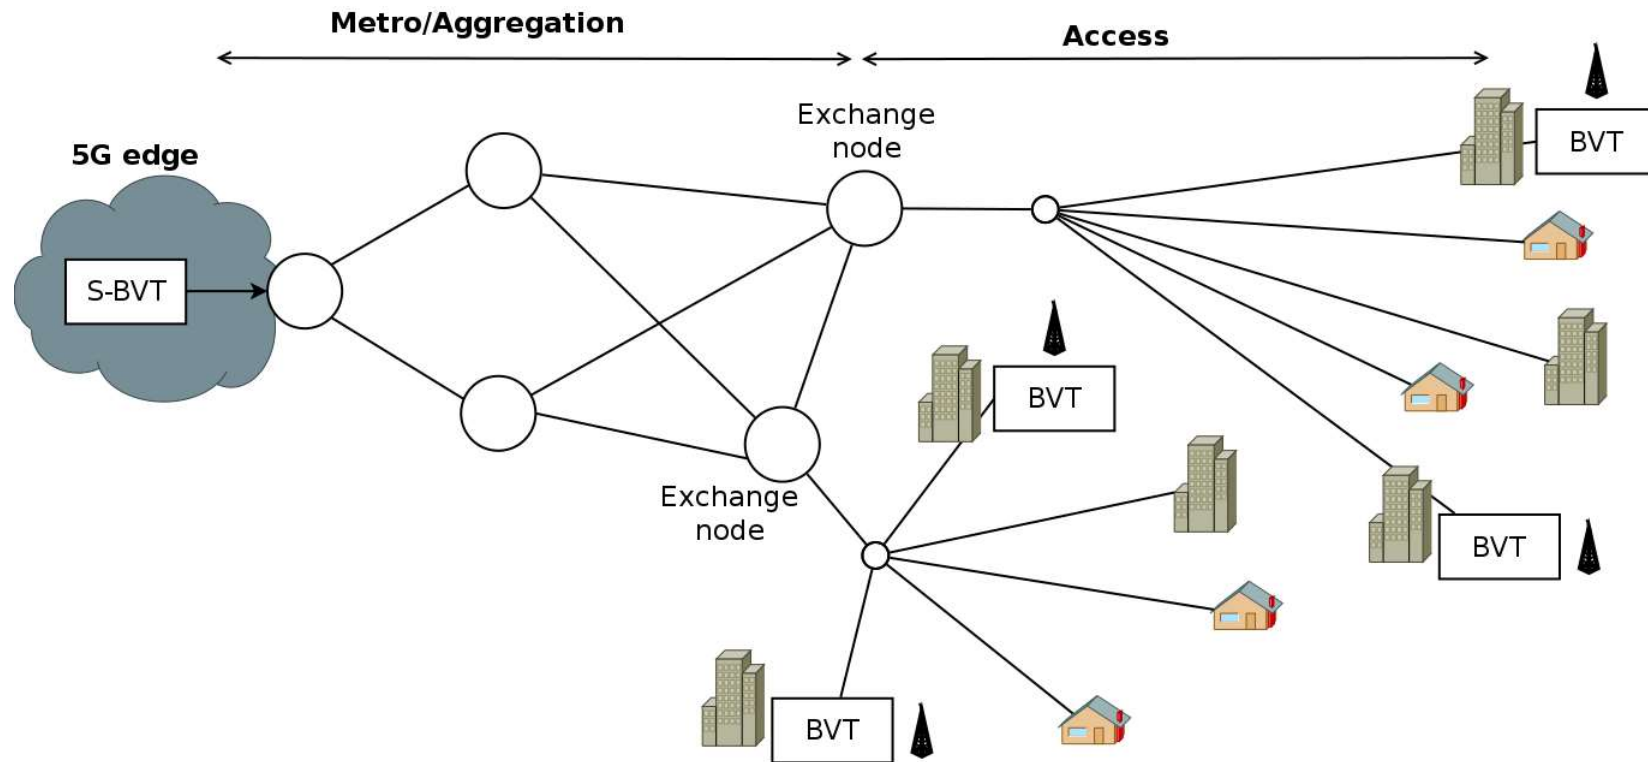 Metro/Aggregation
Access
Exchange
node
BVT
5G edge
S-BVT
BVT
Exchange
node
BVT
BVT